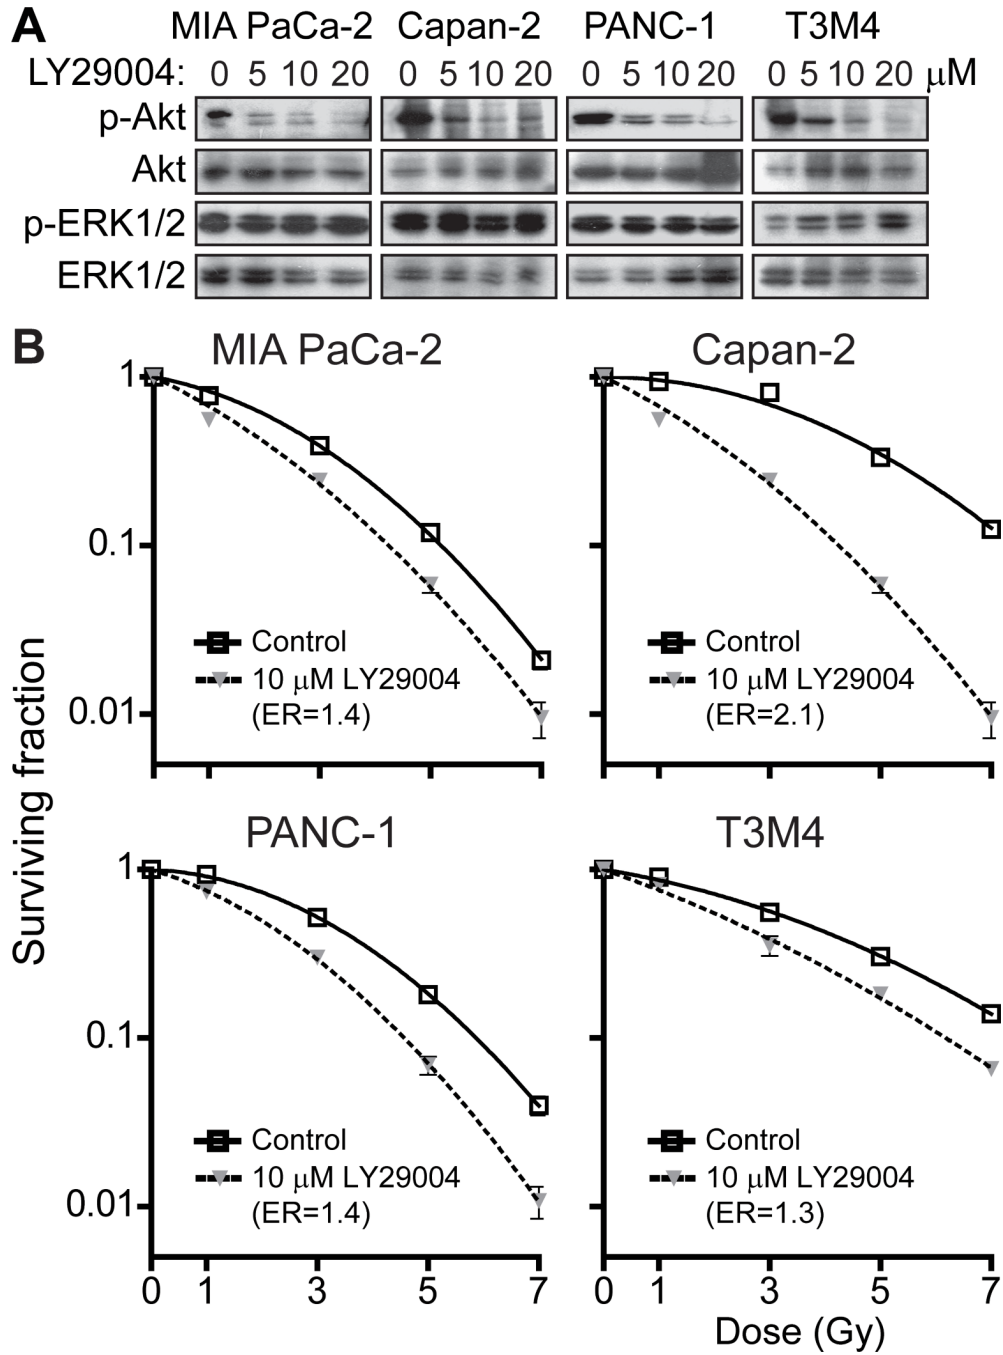 A
MIA PaCa-2 Capan-2 PANC-1 T3M4
LY29004: 0 5 10 20 0 5 10 20 0 5 10 20 0 5 10 20 μM
p-Akt
Akt
p-ERK1/2
ERK1/2
B
MIA PaCa-2
1
0.1
0.01
Control
10 μM LY29004
(ER=1.4)
Capan-2
Control
10 μM LY29004
(ER=2.1)
Surviving fraction
PANC-1
1
0.1
0.01
Control
10 μM LY29004
(ER=1.4)
0 1 3 5 7
T3M4
Control
10 μM LY29004
(ER=1.3)
0 1 3 5 7
Dose (Gy)